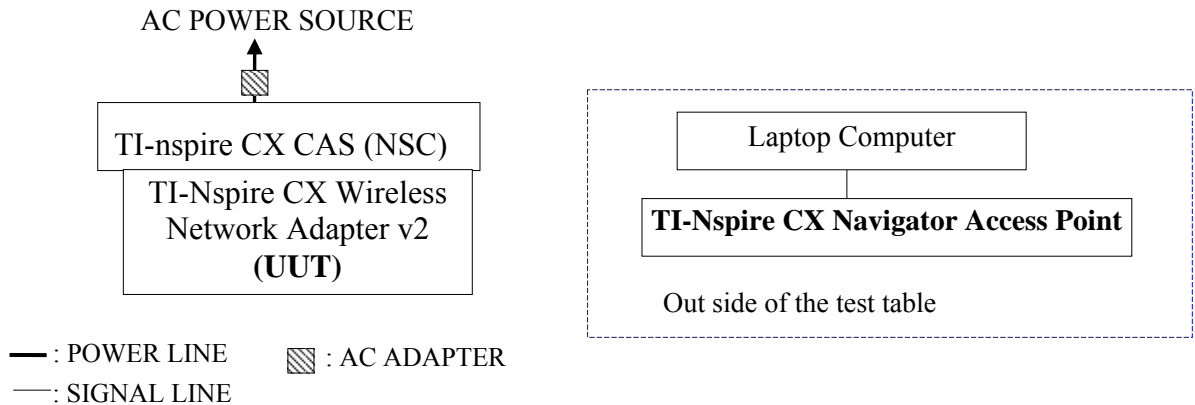 AC POWER SOURCE
TI-nspire CX CAS (NSC)
TI-Nspire CX Wireless
Network Adapter v2
(UUT)
Laptop Computer
TI-Nspire CX Navigator Access Point
Out side of the test table
: POWER LINE
: AC ADAPTER
: SIGNAL LINE